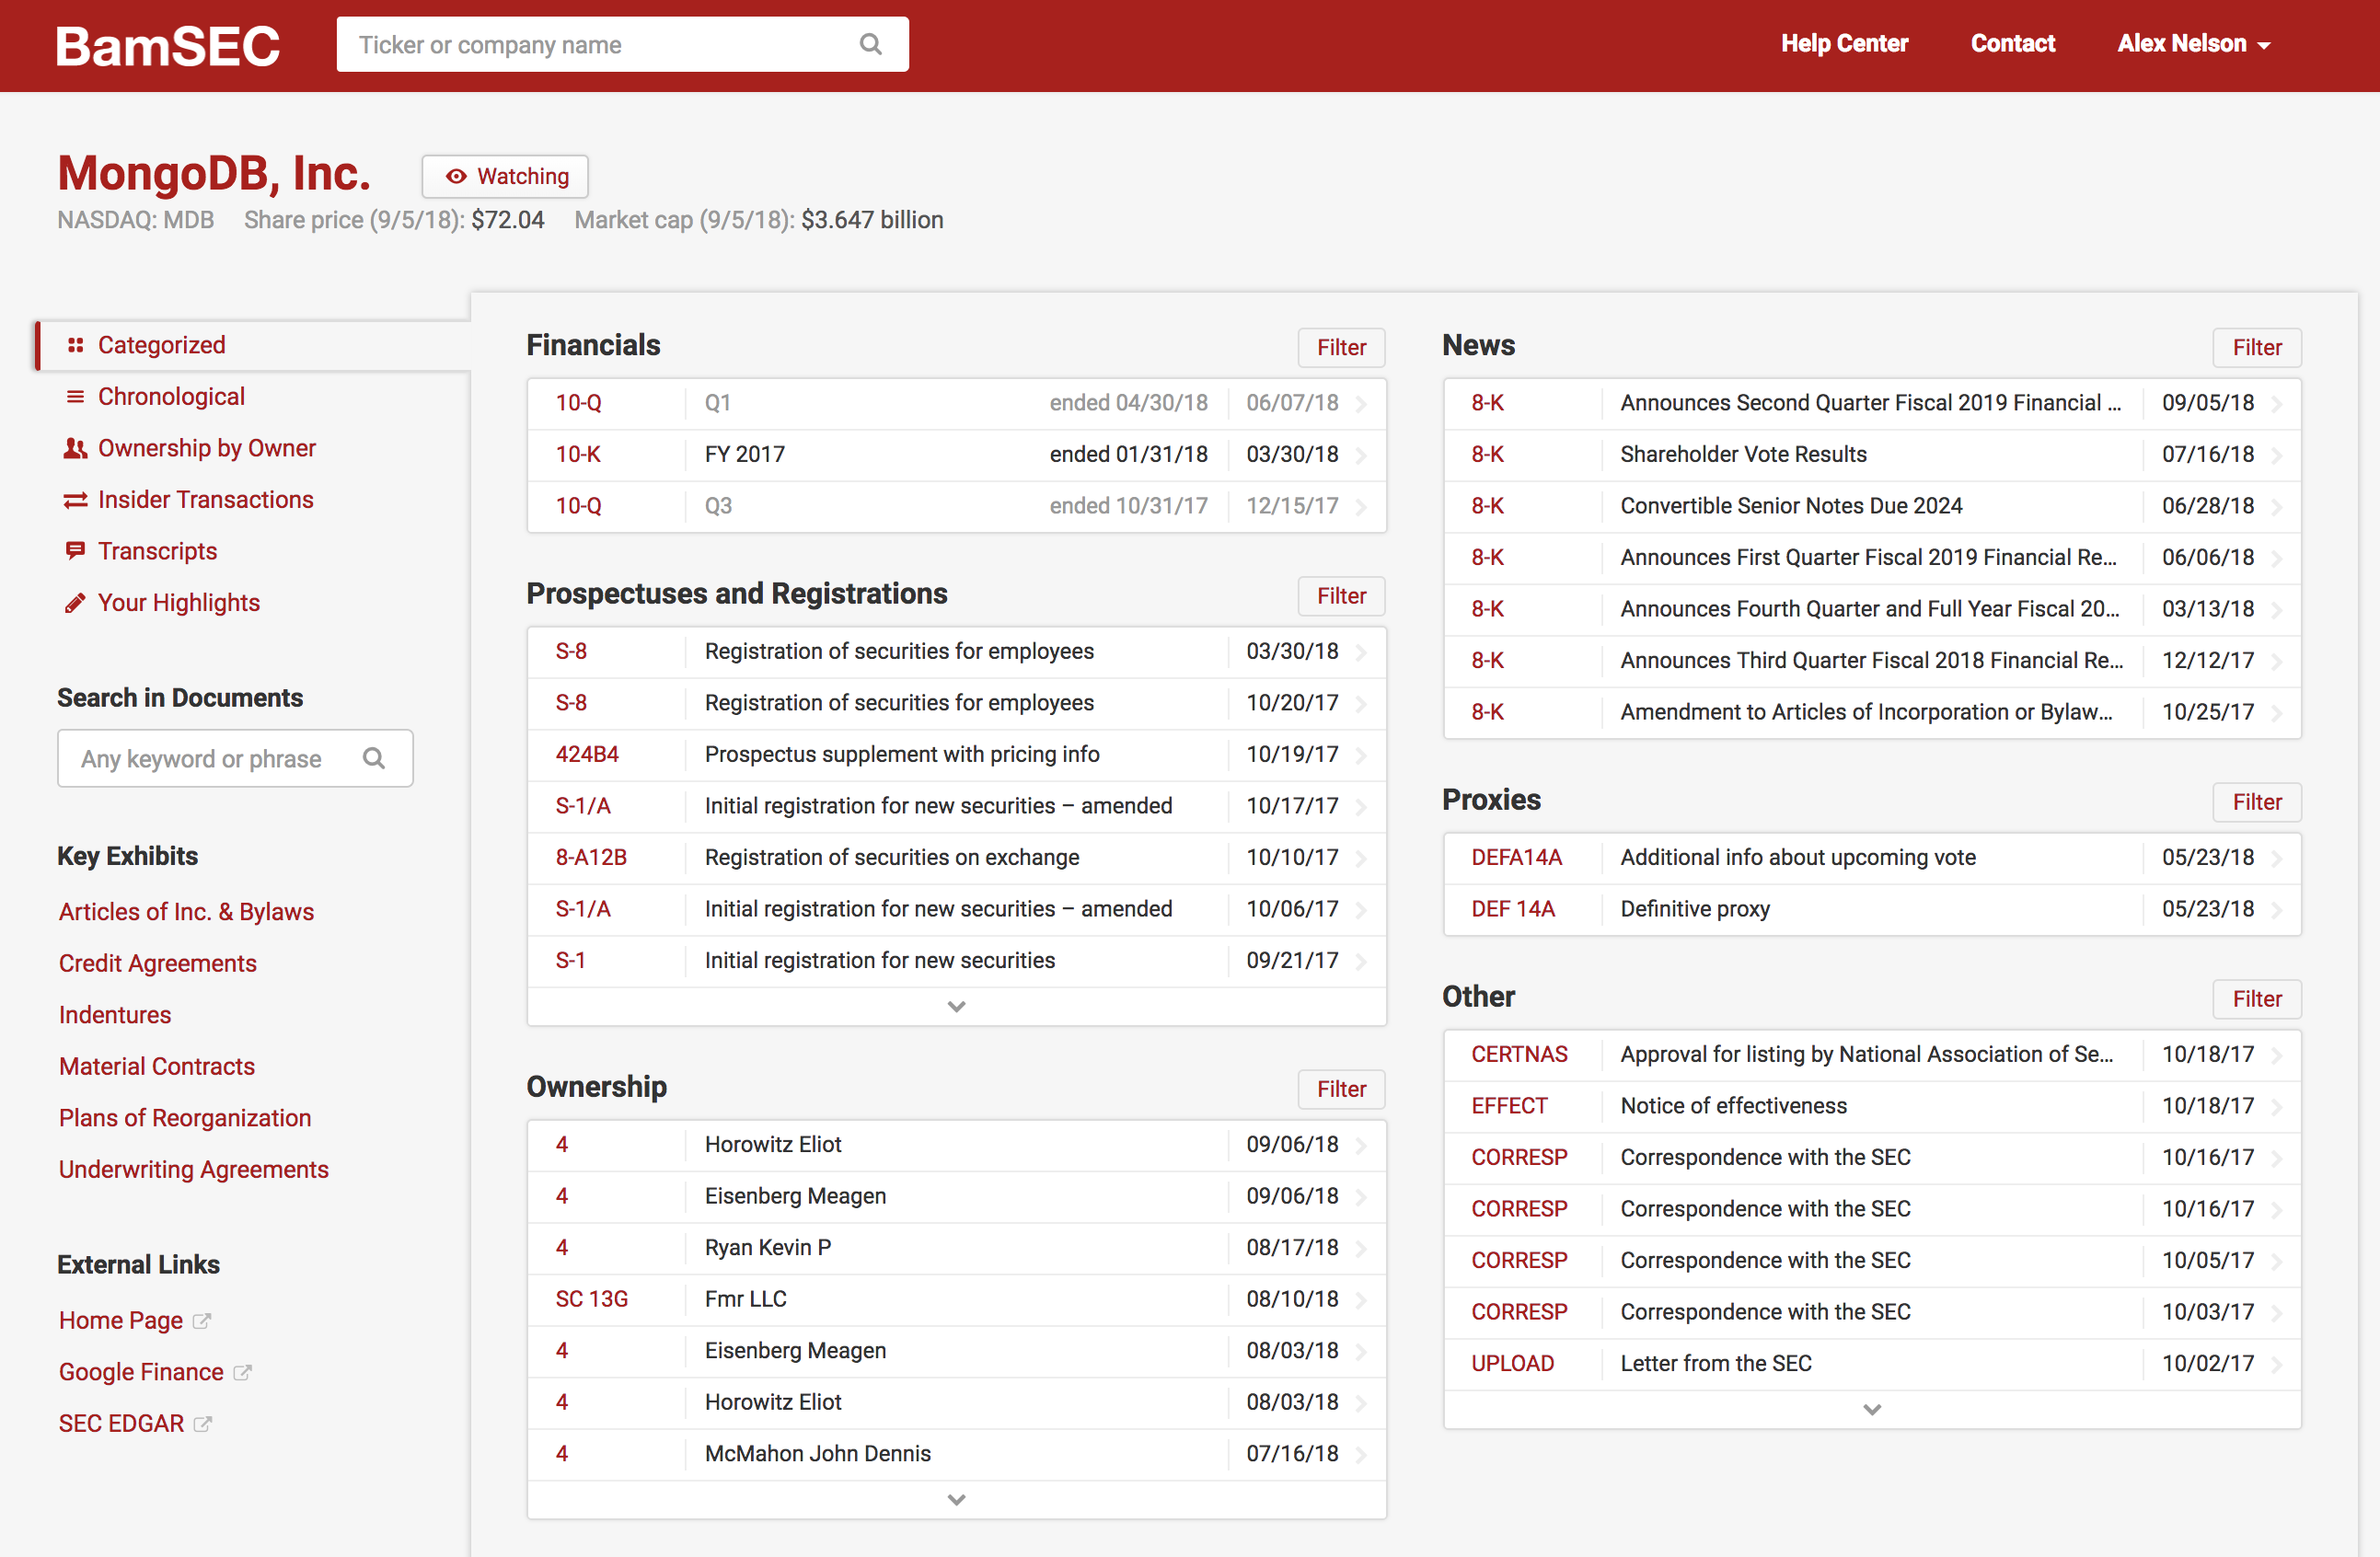 BamSEC
Ticker or company name
Help Center
Contact
Alex Nelson
MongoDB, Inc.
Watching
NASDAQ: MDB Share price (9/5/18): $72.04 Market cap (9/5/18): $3.647 billion
Categorized
Chronological
Ownership by Owner
Insider Transactions
Transcripts
Your Highlights
Search in Documents
Any keyword or phrase
Key Exhibits
Articles of Inc. & Bylaws
Credit Agreements
Indentures
Material Contracts
Plans of Reorganization
Underwriting Agreements
External Links
Home Page
Google Finance
SEC EDGAR
Financials
Filter
10-Q Q1 ended 04/30/18 06/07/18
10-K FY 2017 ended 01/31/18 03/30/18
10-Q Q3 ended 10/31/17 12/15/17
Prospectuses and Registrations
Filter
S-8 Registration of securities for employees 03/30/18
S-8 Registration of securities for employees 10/20/17
424B4 Prospectus supplement with pricing info 10/19/17
S-1/A Initial registration for new securities – amended 10/17/17
8-A12B Registration of securities on exchange 10/10/17
S-1/A Initial registration for new securities – amended 10/06/17
S-1 Initial registration for new securities 09/21/17
Ownership
Filter
4 Horowitz Eliot 09/06/18
4 Eisenberg Meagen 09/06/18
4 Ryan Kevin P 08/17/18
SC 13G Fmr LLC 08/10/18
4 Eisenberg Meagen 08/03/18
4 Horowitz Eliot 08/03/18
4 McMahon John Dennis 07/16/18
News
Filter
8-K Announces Second Quarter Fiscal 2019 Financial ... 09/05/18
8-K Shareholder Vote Results 07/16/18
8-K Convertible Senior Notes Due 2024 06/28/18
8-K Announces First Quarter Fiscal 2019 Financial Re... 06/06/18
8-K Announces Fourth Quarter and Full Year Fiscal 20... 03/13/18
8-K Announces Third Quarter Fiscal 2018 Financial Re... 12/12/17
8-K Amendment to Articles of Incorporation or Bylaw... 10/25/17
Proxies
Filter
DEFA14A Additional info about upcoming vote 05/23/18
DEF 14A Definitive proxy 05/23/18
Other
Filter
CERTNAS Approval for listing by National Association of Se... 10/18/17
EFFECT Notice of effectiveness 10/18/17
CORRESP Correspondence with the SEC 10/16/17
CORRESP Correspondence with the SEC 10/16/17
CORRESP Correspondence with the SEC 10/05/17
CORRESP Correspondence with the SEC 10/03/17
UPLOAD Letter from the SEC 10/02/17